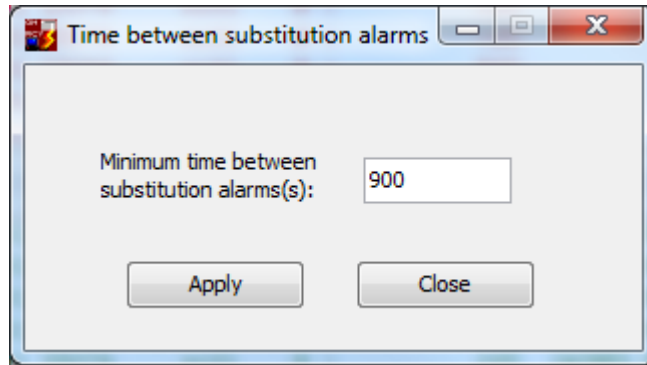 Time between substitution alarms
Minimum time between
substitution alarms(s):
900
Apply
Close